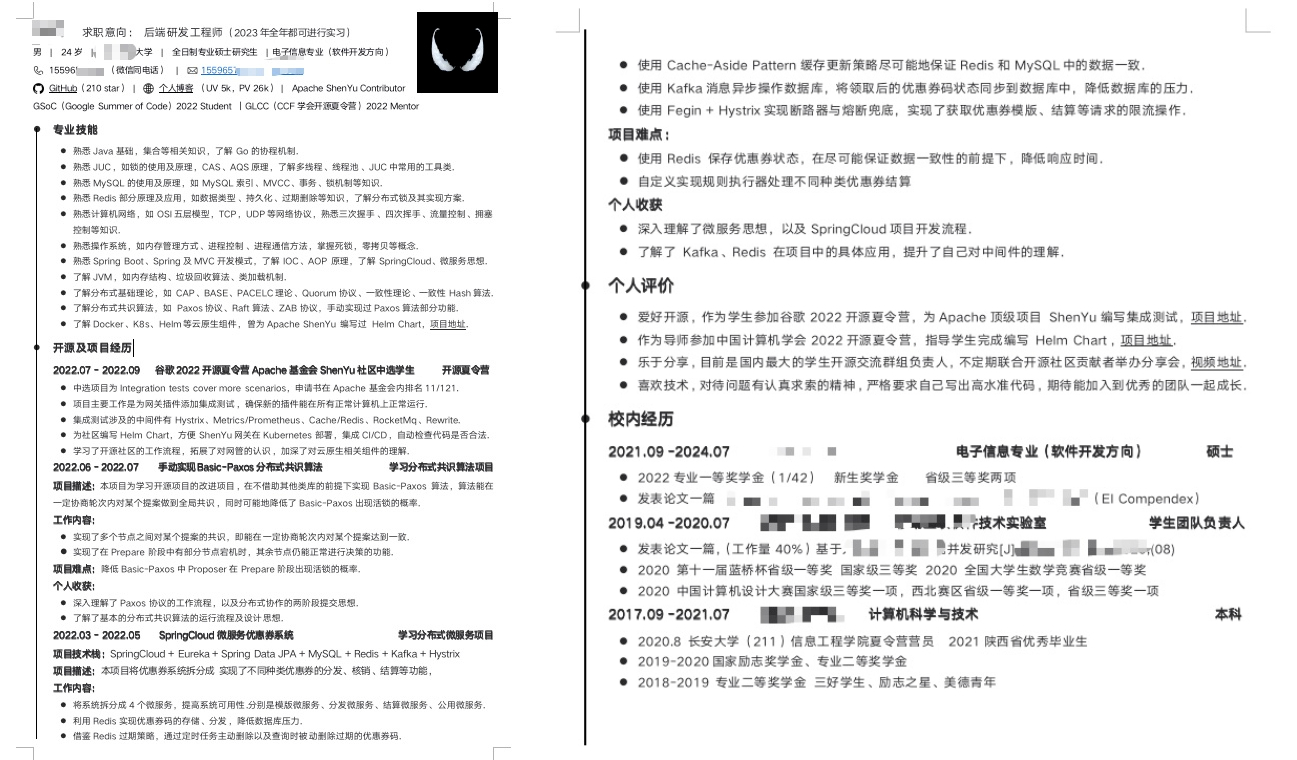 求职意向： 后端研发工程师（2023 年全年都可进行实习）
男 | 24 岁 | 大学 | 全日制专业硕士研究生 | 电子信息专业（软件开发方向）
15596 （微信同电话） | 155965
GitHub（210 star） | 个人博客（UV 5k，PV 26k） | Apache ShenYu Contributor
GSoC（Google Summer of Code）2022 Student | GLCC（CCF 学会开源夏令营）2022 Mentor
专业技能
● 熟悉 Java 基础，集合等相关知识，了解 Go 的协程机制.
● 熟悉 JUC，如锁的使用及原理，CAS、AQS 原理，了解多线程、线程池、JUC 中常用的工具类.
● 熟悉 MySQL 的使用及原理，如 MySQL 索引、MVCC、事务、锁机制等知识.
● 熟悉 Redis 部分原理及应用，如数据类型、持久化、过期删除等知识，了解分布式锁及其实现方案.
● 熟悉计算机网络，如 OSI 五层模型，TCP，UDP 等网络协议，熟悉三次握手、四次挥手、流量控制、拥塞
控制等知识.
● 熟悉操作系统，如内存管理方式、进程控制、进程通信方法，掌握死锁，零拷贝等概念.
● 熟悉 Spring Boot、Spring 及 MVC 开发模式，了解 IOC、AOP 原理，了解 SpringCloud、微服务思想.
● 了解 JVM，如内存结构、垃圾回收算法、类加载机制.
● 了解分布式基础理论，如 CAP、BASE、PACELC 理论、Quorum 协议、一致性理论、一致性 Hash 算法.
● 了解分布式共识算法，如 Paxos 协议、Raft 算法、ZAB 协议，手动实现过 Paxos 算法部分功能.
● 了解 Docker、K8s、Helm 等云原生组件，曾为 Apache ShenYu 编写过 Helm Chart，项目地址.
开源及项目经历
2022.07 - 2022.09 谷歌 2022 开源夏令营 Apache 基金会 ShenYu 社区中选学生 开源夏令营
● 中选项目为 Integration tests cover more scenarios，申请书在 Apache 基金会内排名 11/121.
● 项目主要工作是为网关插件添加集成测试，确保新的插件能在所有正常计算机上正常运行.
● 集成测试涉及的中间件有 Hystrix、Metrics/Prometheus、Cache/Redis、RocketMq、Rewrite.
● 为社区编写 Helm Chart，方便 ShenYu 网关在 Kubernetes 部署，集成 CI/CD，自动检查代码是否合法.
● 学习了开源社区的工作流程，拓展了对网管的认识，加深了对云原生相关组件的理解.
2022.06 - 2022.07 手动实现 Basic-Paxos 分布式共识算法 学习分布式共识算法项目
项目描述：本项目为学习开源项目的改进项目，在不借助其他类库的前提下实现 Basic-Paxos 算法，算法能在
一定协商轮次内对某个提案做到全局共识，同时可能地降低了 Basic-Paxos 出现活锁的概率.
工作内容：
● 实现了多个节点之间对某个提案的共识，即能在一定协商轮次内对某个提案达到一致.
● 实现了在 Prepare 阶段中有部分节点宕机时，其余节点仍能正常进行决策的功能.
项目难点：降低 Basic-Paxos 中 Proposer 在 Prepare 阶段出现活锁的概率.
个人收获：
● 深入理解了 Paxos 协议的工作流程，以及分布式协作的两阶段提交思想.
● 了解了基本的分布式共识算法的运行流程及设计思想.
2022.03 - 2022.05 SpringCloud 微服务优惠券系统 学习分布式微服务项目
项目技术栈：SpringCloud + Eureka + Spring Data JPA + MySQL + Redis + Kafka + Hystrix
项目描述：本项目将优惠券系统拆分成 实现了不同种类优惠券的分发、核销、结算等功能，
工作内容：
● 将系统拆分成 4 个微服务，提高系统可用性.分别是模版微服务、分发微服务、结算微服务、公用微服务.
● 利用 Redis 实现优惠券码的存储、分发，降低数据库压力.
● 借鉴 Redis 过期策略，通过定时任务主动删除以及查询时被动删除过期的优惠券码.
● 使用 Cache-Aside Pattern 缓存更新策略尽可能地保证 Redis 和 MySQL 中的数据一致.
● 使用 Kafka 消息异步操作数据库，将领取后的优惠券码状态同步到数据库中，降低数据库的压力.
● 使用 Fegin + Hystrix 实现断路器与熔断兜底，实现了获取优惠券模版、结算等请求的限流操作.
项目难点：
● 使用 Redis 保存优惠券状态，在尽可能保证数据一致性的前提下，降低响应时间.
● 自定义实现规则执行器处理不同种类优惠券结算
个人收获
● 深入理解了微服务思想，以及 SpringCloud 项目开发流程.
● 了解了 Kafka、Redis 在项目中的具体应用，提升了自己对中间件的理解.
个人评价
● 爱好开源，作为学生参加谷歌 2022 开源夏令营，为 Apache 顶级项目 ShenYu 编写集成测试，项目地址.
● 作为导师参加中国计算机学会 2022 开源夏令营，指导学生完成编写 Helm Chart，项目地址.
● 乐于分享，目前是国内最大的学生开源交流群组负责人，不定期联合开源社区贡献者举办分享会，视频地址.
● 喜欢技术，对待问题有认真求索的精神，严格要求自己写出高水准代码，期待能加入到优秀的团队一起成长.
校内经历
2021.09 -2024.07 电子信息专业（软件开发方向） 硕士
● 2022 专业一等奖学金（1/42） 新生奖学金 省级三等奖两项
● 发表论文一篇 （EI Compendex）
2019.04 -2020.07 技术实验室 学生团队负责人
● 发表论文一篇，（工作量 40%）基于 并发研究[J] (08)
● 2020 第十一届蓝桥杯省级一等奖 国家级三等奖 2020 全国大学生数学竞赛省级一等奖
● 2020 中国计算机设计大赛国家级三等奖一项，西北赛区省级一等奖一项，省级三等奖一项
2017.09 -2021.07 计算机科学与技术 本科
● 2020.8 长安大学（211）信息工程学院夏令营营员 2021 陕西省优秀毕业生
● 2019-2020 国家励志奖学金、专业二等奖学金
● 2018-2019 专业二等奖学金 三好学生、励志之星、美德青年